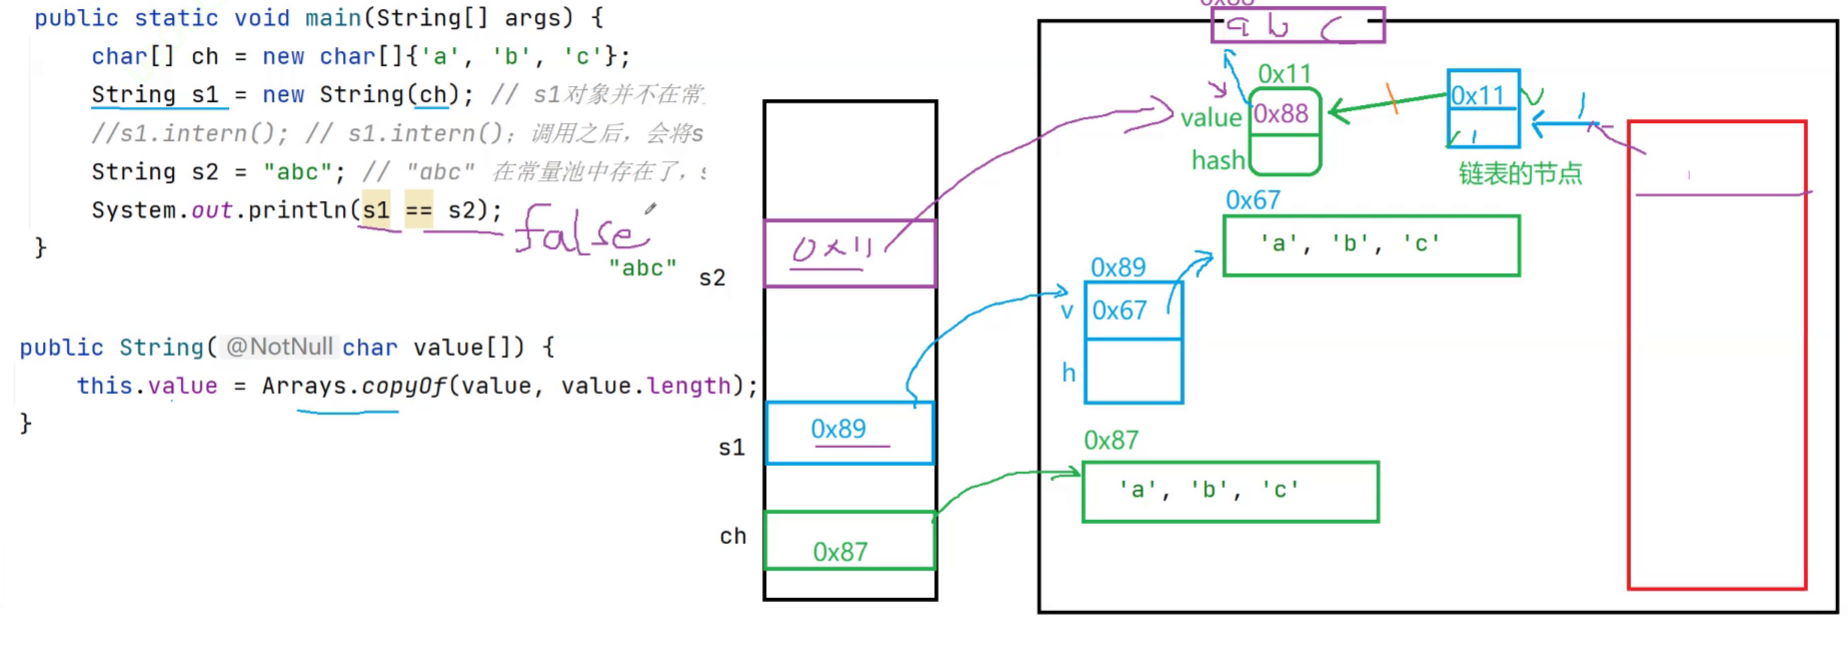 public static void main(String[] args) {
char[] ch = new char[]{'a', 'b', 'c'};
String s1 = new String(ch); // s1对象并不在常
//s1.intern(); // s1.intern(); 调用之后，会将s
String s2 = "abc"; // "abc" 在常量池中存在了，s
System.out.println(s1 == s2);
}
false
"abc"
public String( @NotNull char value[]) {
this.value = Arrays.copyOf(value, value.length);
}
s2
0x11
s1
0x89
ch
0x87
0x88
a b c
0x11
value 0x88
hash
0x11
链表的节点
0x67
'a', 'b', 'c'
0x89
v 0x67
h
0x87
'a', 'b', 'c'